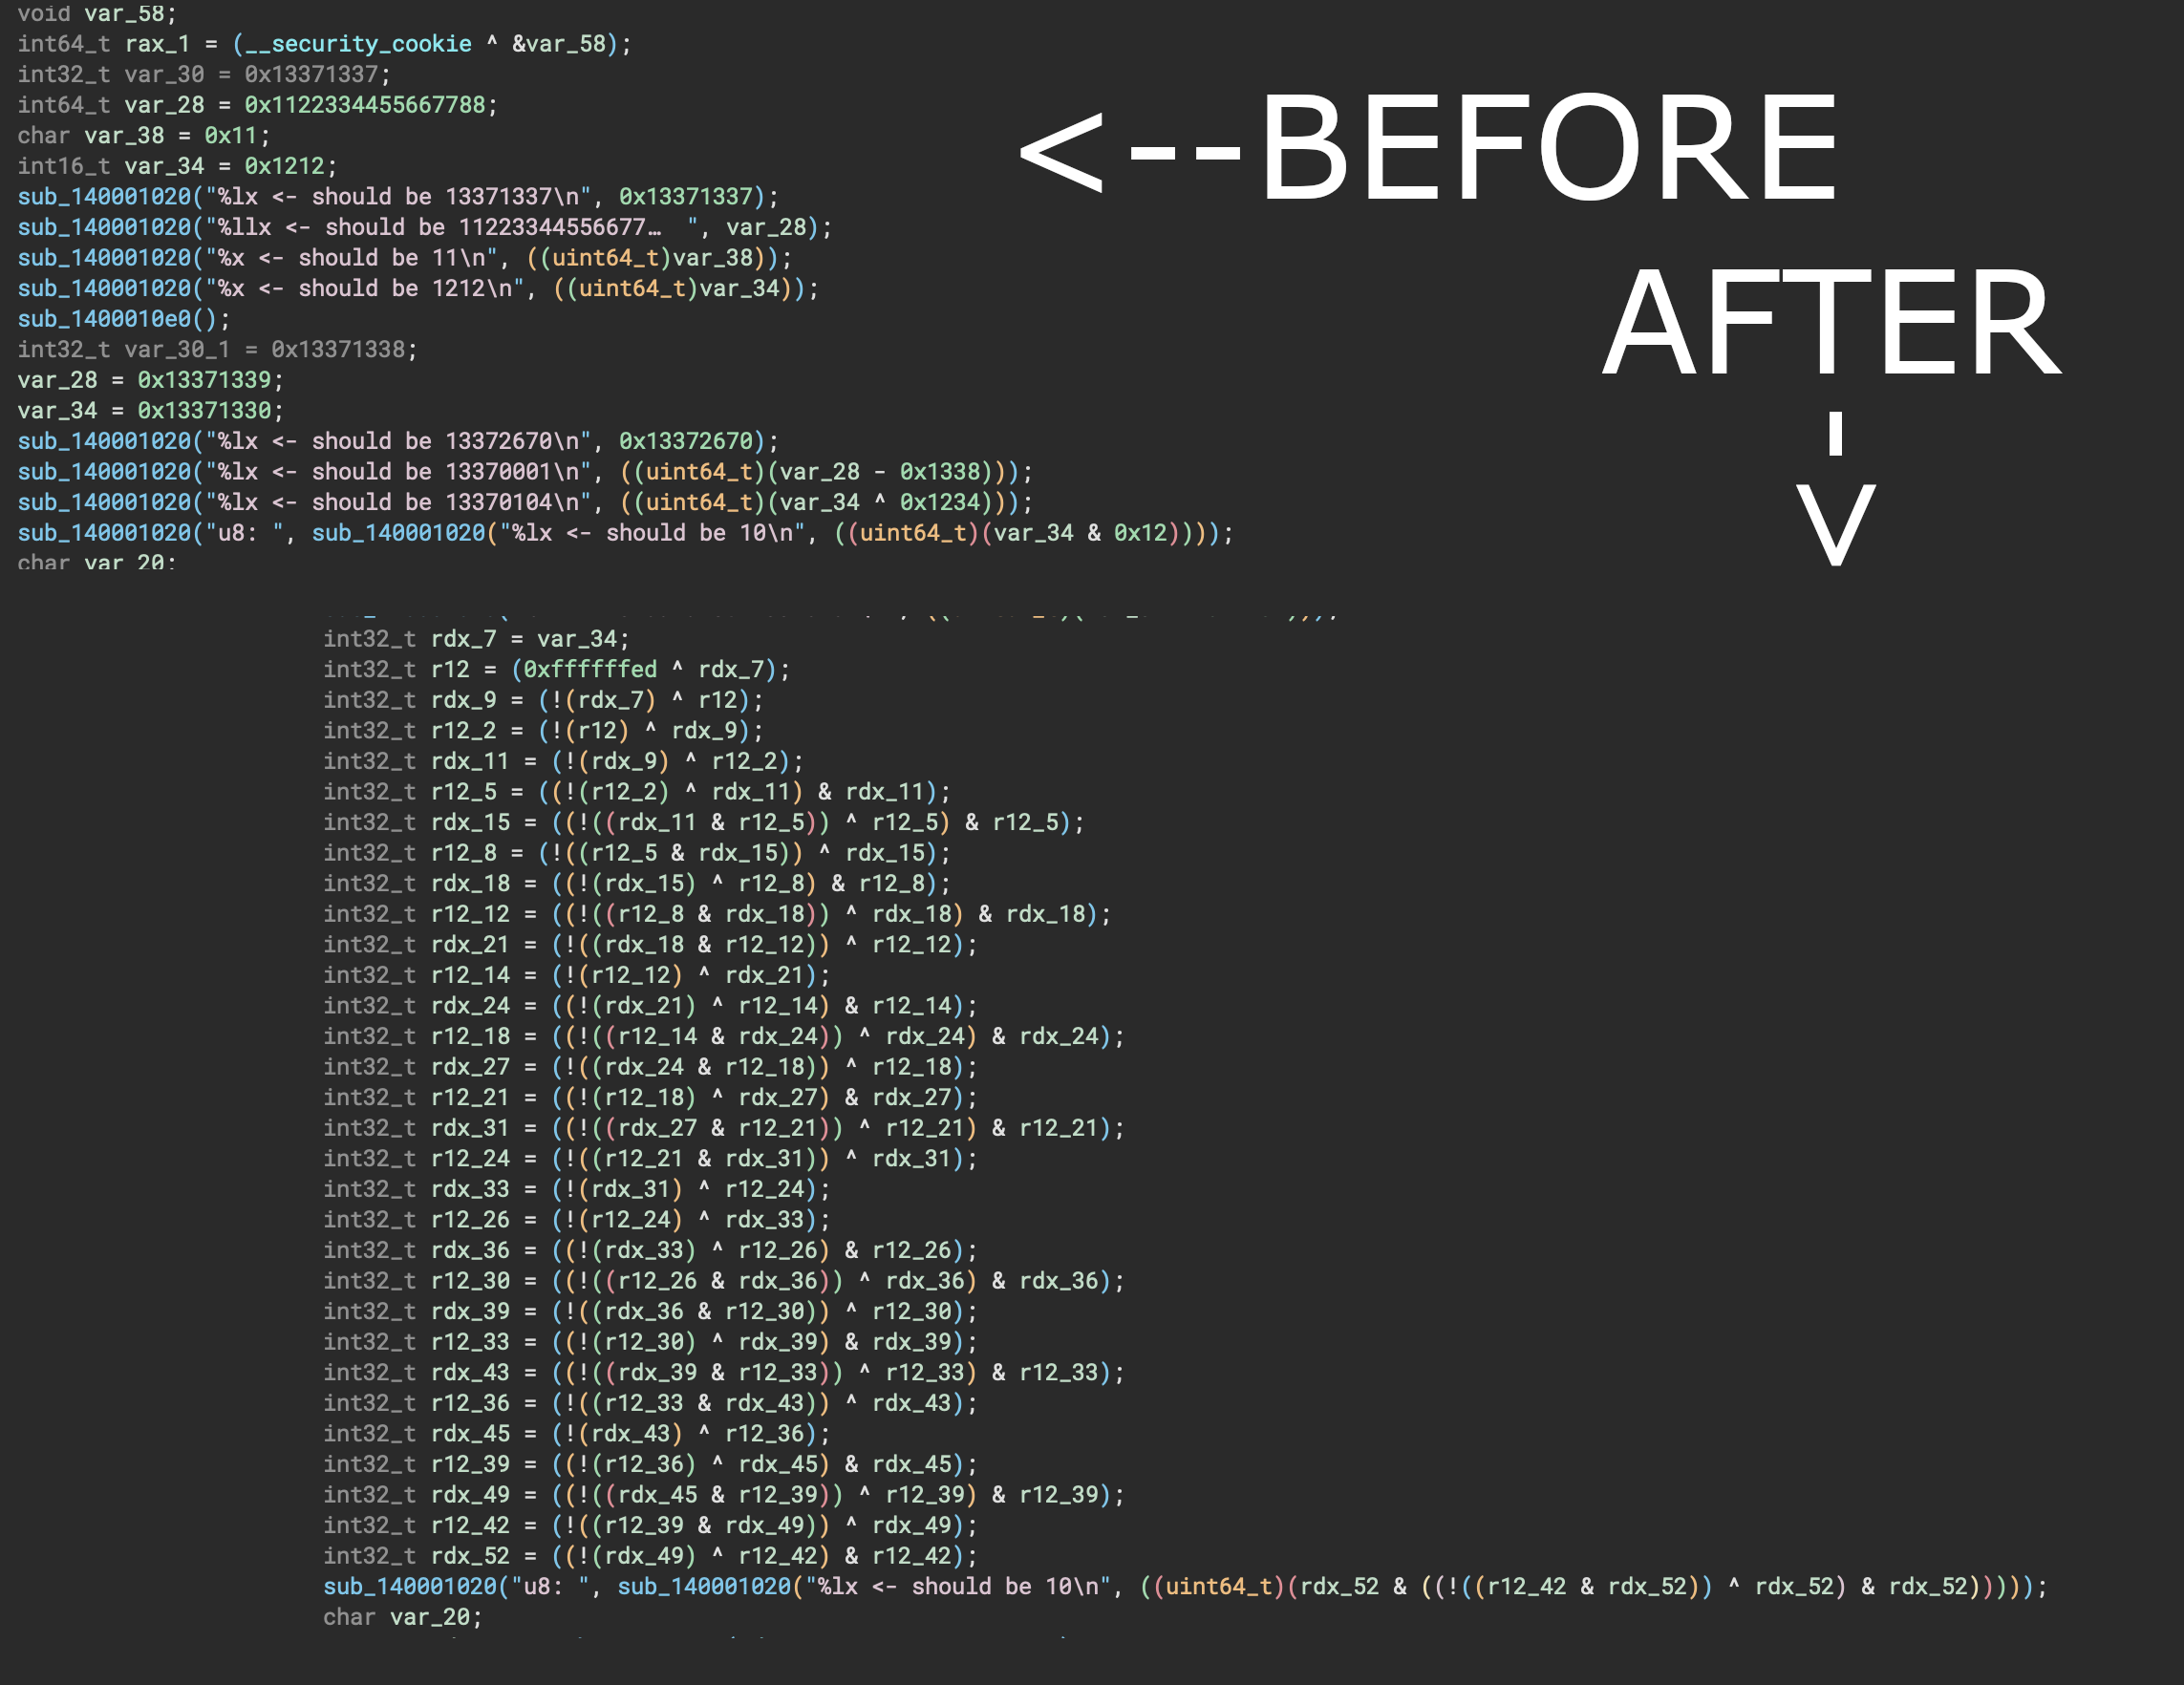 void var_58;
int64_t rax_1 = (__security_cookie ^ &var_58);
int32_t var_30 = 0x13371337;
int64_t var_28 = 0x1122334455667788;
char var_38 = 0x11;
int16_t var_34 = 0x1212;
sub_140001020("%lx <- should be 13371337\n", 0x13371337);
sub_140001020("%llx <- should be 11223344556677…  ", var_28);
sub_140001020("%x <- should be 11\n", ((uint64_t)var_38));
sub_140001020("%x <- should be 1212\n", ((uint64_t)var_34));
sub_1400010e0();
int32_t var_30_1 = 0x13371338;
var_28 = 0x13371339;
var_34 = 0x13371330;
sub_140001020("%lx <- should be 13372670\n", 0x13372670);
sub_140001020("%lx <- should be 13370001\n", ((uint64_t)(var_28 - 0x1338)));
sub_140001020("%lx <- should be 13370104\n", ((uint64_t)(var_34 ^ 0x1234)));
sub_140001020("u8: ", sub_140001020("%lx <- should be 10\n", ((uint64_t)(var_34 & 0x12))));
char var_20;
<--BEFORE
AFTER
-
V
int32_t rdx_7 = var_34;
int32_t r12 = (0xffffffed ^ rdx_7);
int32_t rdx_9 = (!(rdx_7) ^ r12);
int32_t r12_2 = (!(r12) ^ rdx_9);
int32_t rdx_11 = (!(rdx_9) ^ r12_2);
int32_t r12_5 = ((!(r12_2) ^ rdx_11) & rdx_11);
int32_t rdx_15 = ((!((rdx_11 & r12_5)) ^ r12_5) & r12_5);
int32_t r12_8 = (!((r12_5 & rdx_15)) ^ rdx_15);
int32_t rdx_18 = ((!(rdx_15) ^ r12_8) & r12_8);
int32_t r12_12 = ((!((r12_8 & rdx_18)) ^ rdx_18) & rdx_18);
int32_t rdx_21 = (!((rdx_18 & r12_12)) ^ r12_12);
int32_t r12_14 = (!(r12_12) ^ rdx_21);
int32_t rdx_24 = ((!(rdx_21) ^ r12_14) & r12_14);
int32_t r12_18 = ((!((r12_14 & rdx_24)) ^ rdx_24) & rdx_24);
int32_t rdx_27 = (!((rdx_24 & r12_18)) ^ r12_18);
int32_t r12_21 = ((!(r12_18) ^ rdx_27) & rdx_27);
int32_t rdx_31 = ((!((rdx_27 & r12_21)) ^ r12_21) & r12_21);
int32_t r12_24 = (!((r12_21 & rdx_31)) ^ rdx_31);
int32_t rdx_33 = (!(rdx_31) ^ r12_24);
int32_t r12_26 = (!(r12_24) ^ rdx_33);
int32_t rdx_36 = ((!(rdx_33) ^ r12_26) & r12_26);
int32_t r12_30 = ((!((r12_26 & rdx_36)) ^ rdx_36) & rdx_36);
int32_t rdx_39 = (!((rdx_36 & r12_30)) ^ r12_30);
int32_t r12_33 = ((!(r12_30) ^ rdx_39) & rdx_39);
int32_t rdx_43 = ((!((rdx_39 & r12_33)) ^ r12_33) & r12_33);
int32_t r12_36 = (!((r12_33 & rdx_43)) ^ rdx_43);
int32_t rdx_45 = (!(rdx_43) ^ r12_36);
int32_t r12_39 = ((!(r12_36) ^ rdx_45) & rdx_45);
int32_t rdx_49 = ((!((rdx_45 & r12_39)) ^ r12_39) & r12_39);
int32_t r12_42 = (!((r12_39 & rdx_49)) ^ rdx_49);
int32_t rdx_52 = ((!(rdx_49) ^ r12_42) & r12_42);
sub_140001020("u8: ", sub_140001020("%lx <- should be 10\n", ((uint64_t)(rdx_52 & ((!((r12_42 & rdx_52)) ^ rdx_52) & rdx_52)))));
char var_20;